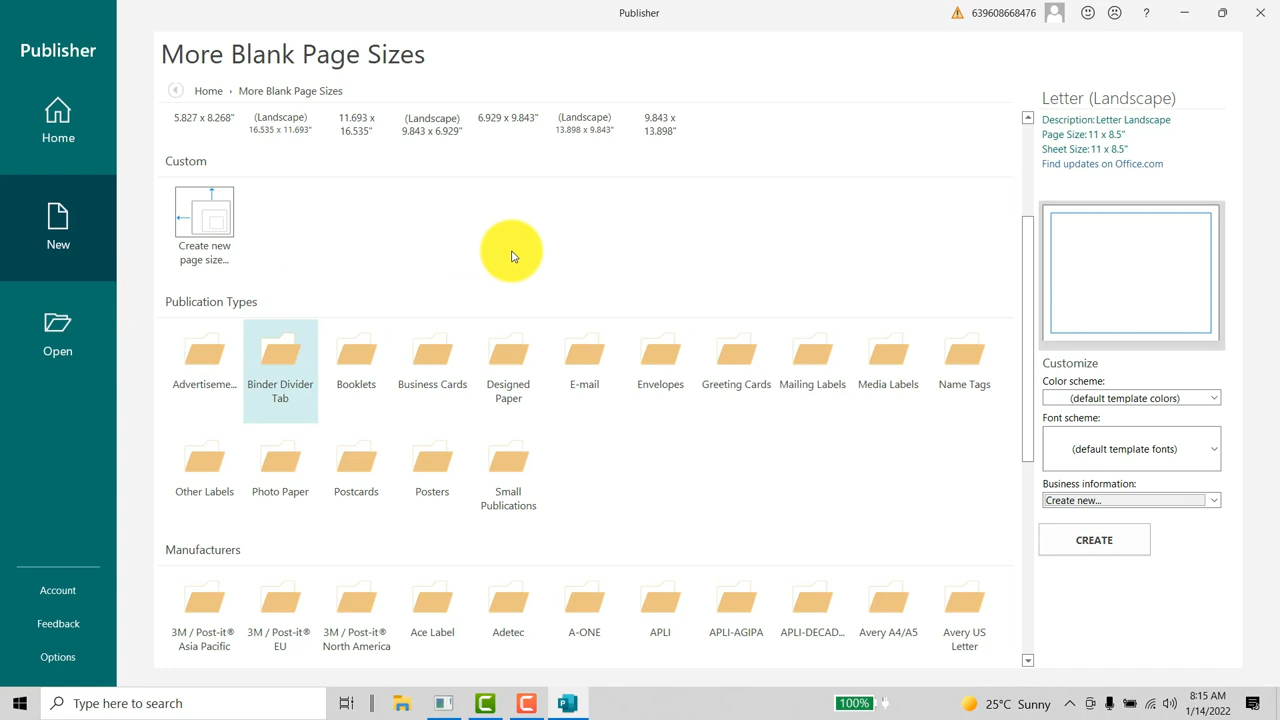 Publisher
639608668476
?
Publisher
Home
New
Open
Account
Feedback
Options
More Blank Page Sizes
Home › More Blank Page Sizes
5.827 x 8.268"
(Landscape)
16.535 x 11.693"
11.693 x
16.535"
(Landscape)
9.843 x 6.929"
6.929 x 9.843"
(Landscape)
13.898 x 9.843"
9.843 x
13.898"
Custom
Create new
page size...
Publication Types
Advertiseme...
Binder Divider
Tab
Booklets
Business Cards
Designed
Paper
E-mail
Envelopes
Greeting Cards
Mailing Labels
Media Labels
Name Tags
Other Labels
Photo Paper
Postcards
Posters
Small
Publications
Manufacturers
3M / Post-it®
Asia Pacific
3M / Post-it®
EU
3M / Post-it®
North America
Ace Label
Adetec
A-ONE
APLI
APLI-AGIPA
APLI-DECAD...
Avery A4/A5
Avery US
Letter
Letter (Landscape)
Description: Letter Landscape
Page Size: 11 x 8.5"
Sheet Size: 11 x 8.5"
Find updates on Office.com
Customize
Color scheme:
(default template colors)
Font scheme:
(default template fonts)
Business information:
Create new...
CREATE
Type here to search
100%
25°C Sunny
8:15 AM
1/14/2022